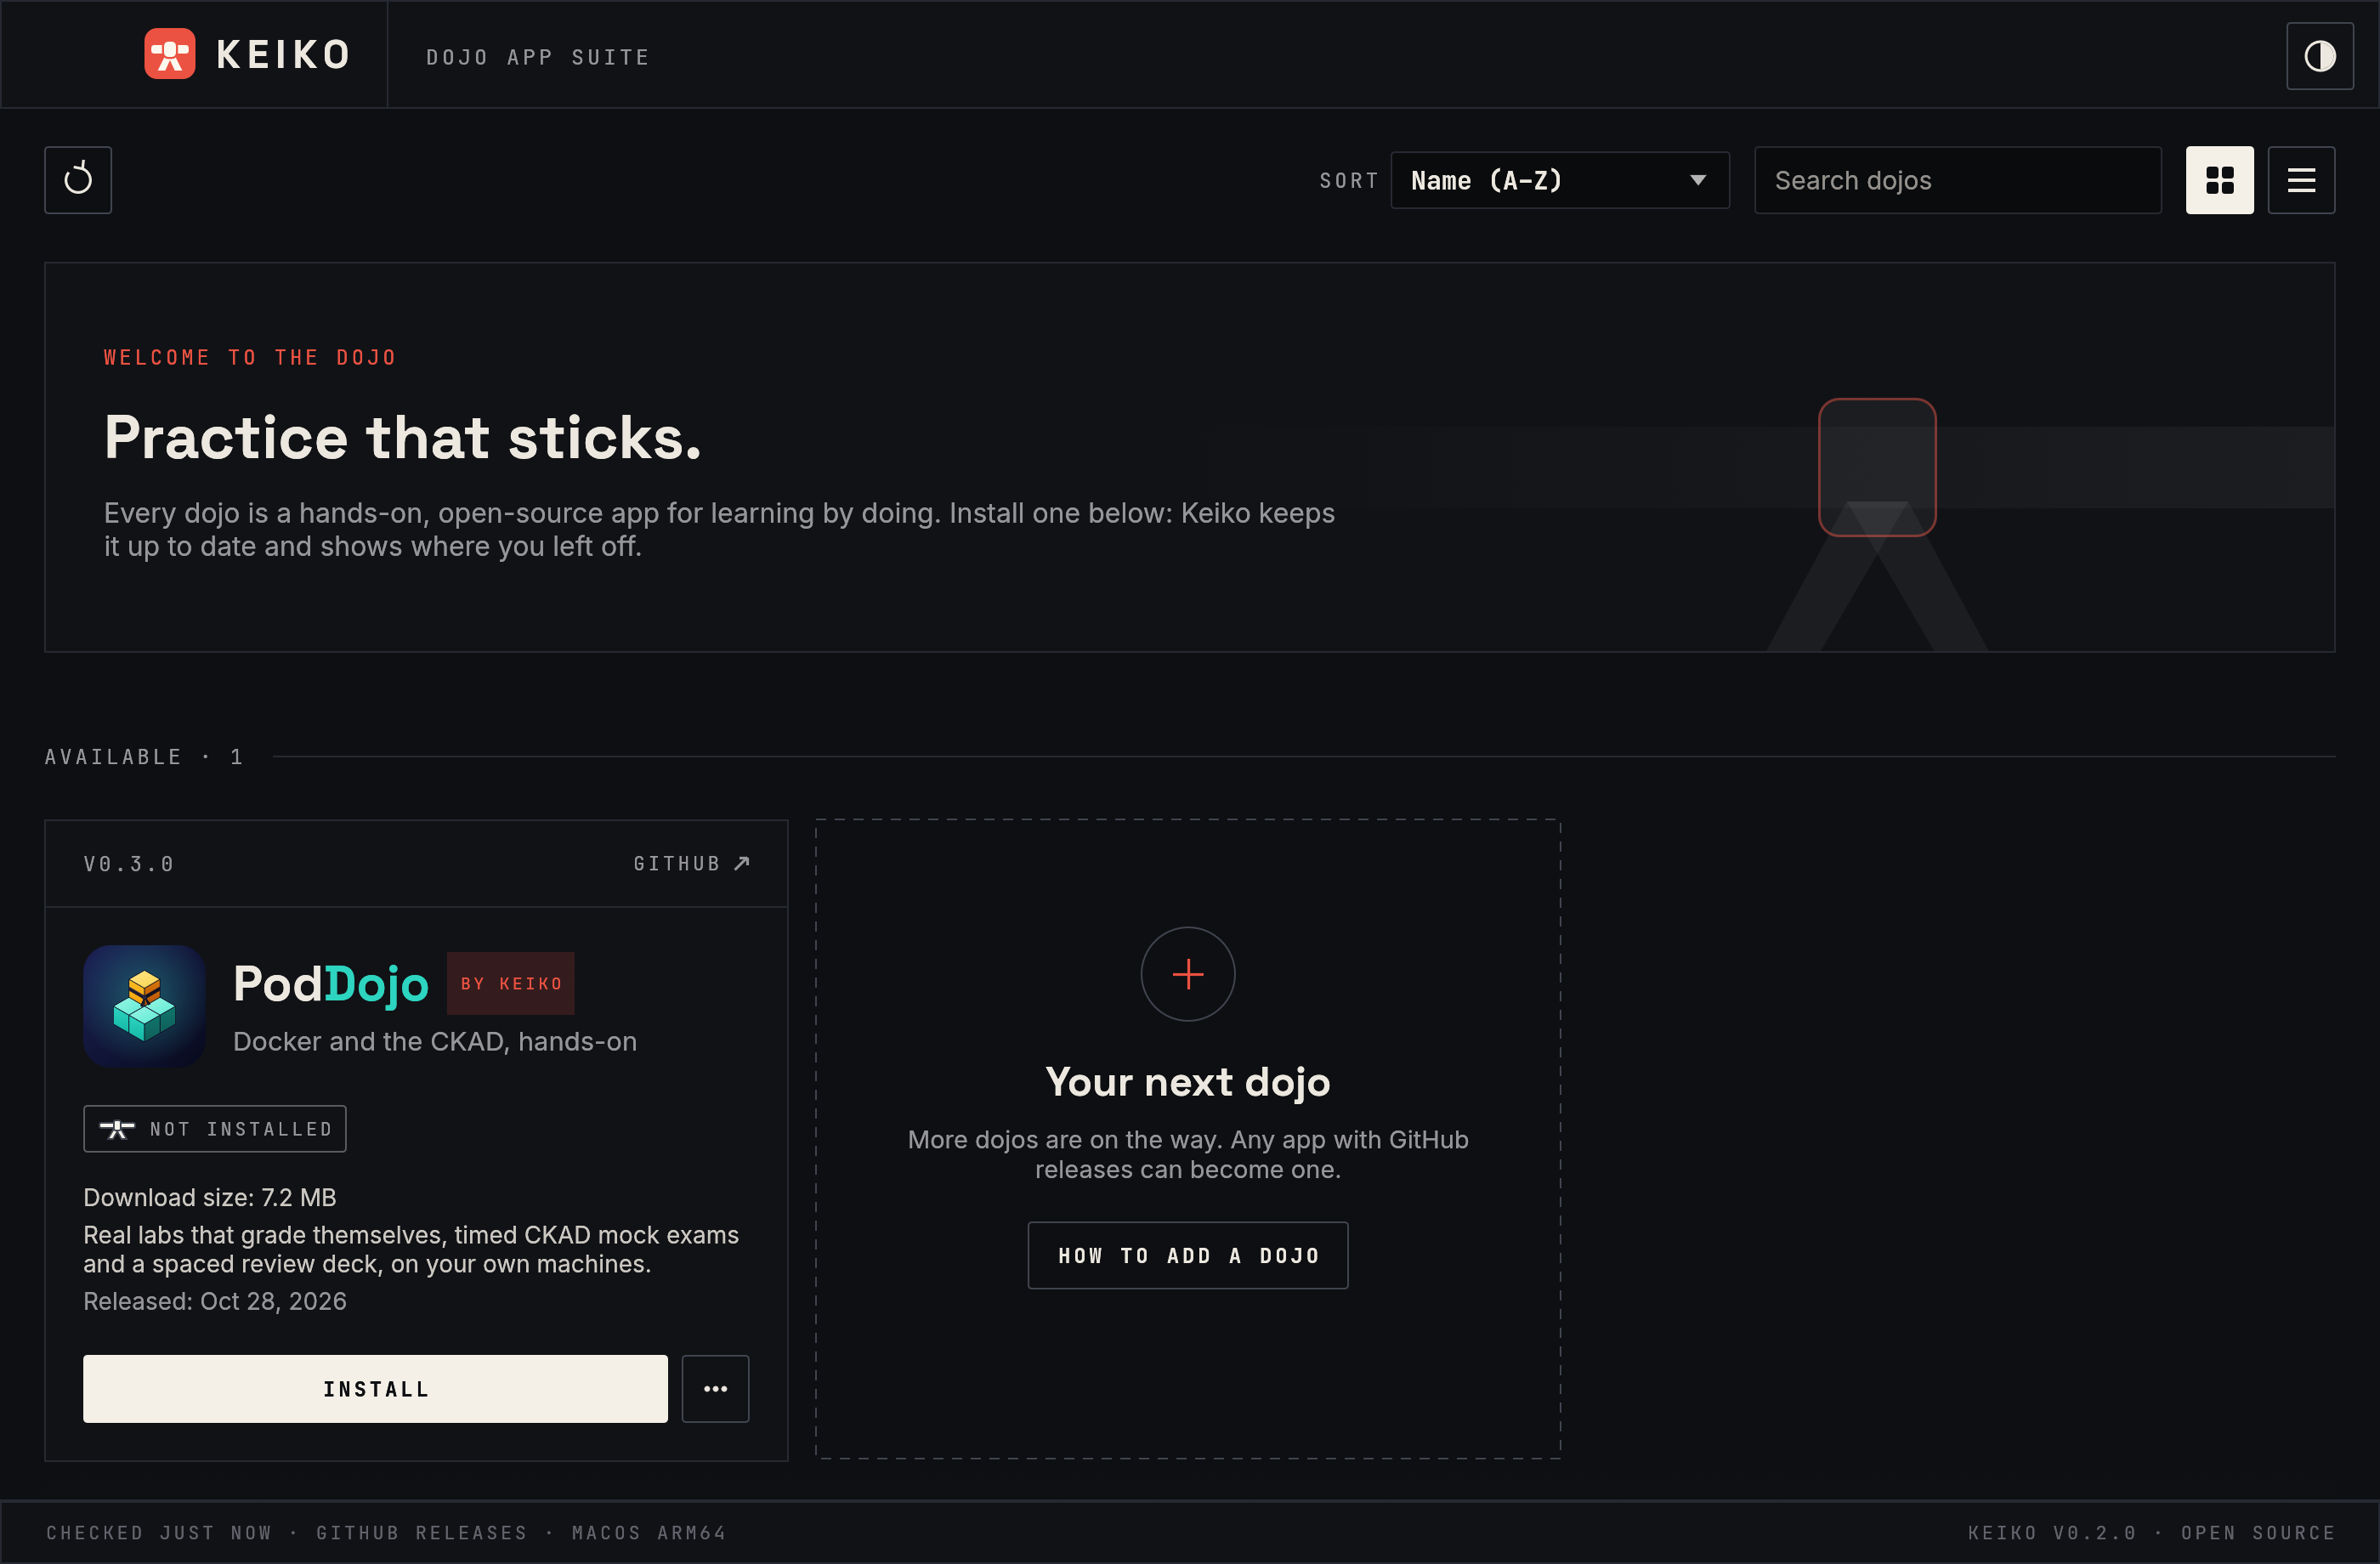 KEIKO
DOJO APP SUITE
SORT
Name (A–Z)
Search dojos
WELCOME TO THE DOJO
Practice that sticks.
Every dojo is a hands-on, open-source app for learning by doing. Install one below: Keiko keeps
it up to date and shows where you left off.
AVAILABLE · 1
V0.3.0
GITHUB ↗
PodDojo
BY KEIKO
Docker and the CKAD, hands-on
NOT INSTALLED
Download size: 7.2 MB
Real labs that grade themselves, timed CKAD mock exams
and a spaced review deck, on your own machines.
Released: Oct 28, 2026
INSTALL
Your next dojo
More dojos are on the way. Any app with GitHub
releases can become one.
HOW TO ADD A DOJO
CHECKED JUST NOW · GITHUB RELEASES · MACOS ARM64
KEIKO V0.2.0 · OPEN SOURCE